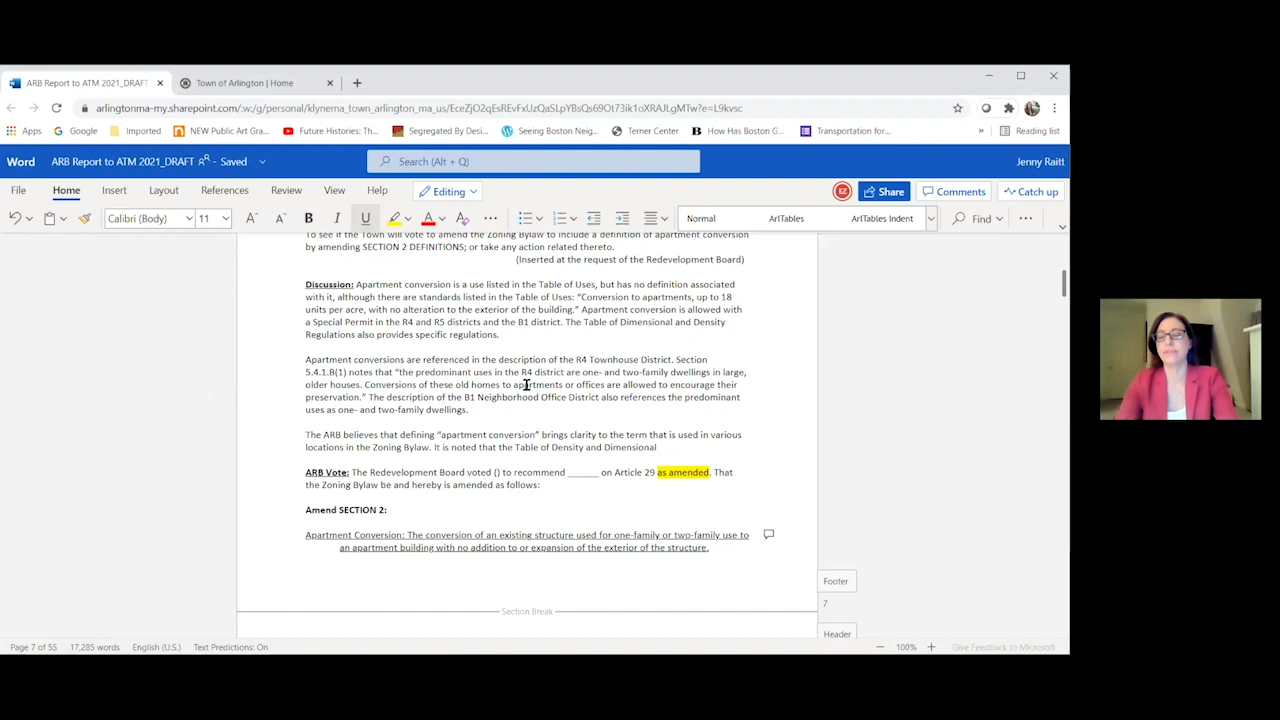 ARB Report to ATM 2021_DRAFT
Town of Arlington | Home
arlingtonma-my.sharepoint.com/:w:/g/personal/klynema_town_arlington_ma_us/EceZjO2qEsREvFxUzQaSLpYBsQs69Ot73ik1oXRAJLgMTw?e=L9kvsc
Apps Google Imported NEW Public Art Gra... Future Histories: Th... Segregated By Desi... Seeing Boston Neig... Terner Center How Has Boston G... Transportation for... » Reading list
Word ARB Report to ATM 2021_DRAFT - Saved Search (Alt + Q) Jenny Raitt
File Home Insert Layout References Review View Help Editing EZ Share Comments Catch up
Calibri (Body) 11 A A B I U A A ... Normal ArlTables ArlTables Indent Find ...
To see if the Town will vote to amend the Zoning Bylaw to include a definition of apartment conversion
by amending SECTION 2 DEFINITIONS; or take any action related thereto.
(Inserted at the request of the Redevelopment Board)
Discussion: Apartment conversion is a use listed in the Table of Uses, but has no definition associated
with it, although there are standards listed in the Table of Uses: “Conversion to apartments, up to 18
units per acre, with no alteration to the exterior of the building.” Apartment conversion is allowed with
a Special Permit in the R4 and R5 districts and the B1 district. The Table of Dimensional and Density
Regulations also provides specific regulations.
Apartment conversions are referenced in the description of the R4 Townhouse District. Section
5.4.1.B(1) notes that “the predominant uses in the R4 district are one- and two-family dwellings in large,
older houses. Conversions of these old homes to apartments or offices are allowed to encourage their
preservation.” The description of the B1 Neighborhood Office District also references the predominant
uses as one- and two-family dwellings.
The ARB believes that defining “apartment conversion” brings clarity to the term that is used in various
locations in the Zoning Bylaw. It is noted that the Table of Density and Dimensional
ARB Vote: The Redevelopment Board voted () to recommend ______ on Article 29 as amended. That
the Zoning Bylaw be and hereby is amended as follows:
Amend SECTION 2:
Apartment Conversion: The conversion of an existing structure used for one-family or two-family use to
an apartment building with no addition to or expansion of the exterior of the structure.
Footer
7
Section Break
Header
Page 7 of 55 17,285 words English (U.S.) Text Predictions: On 100% Give Feedback to Microsoft